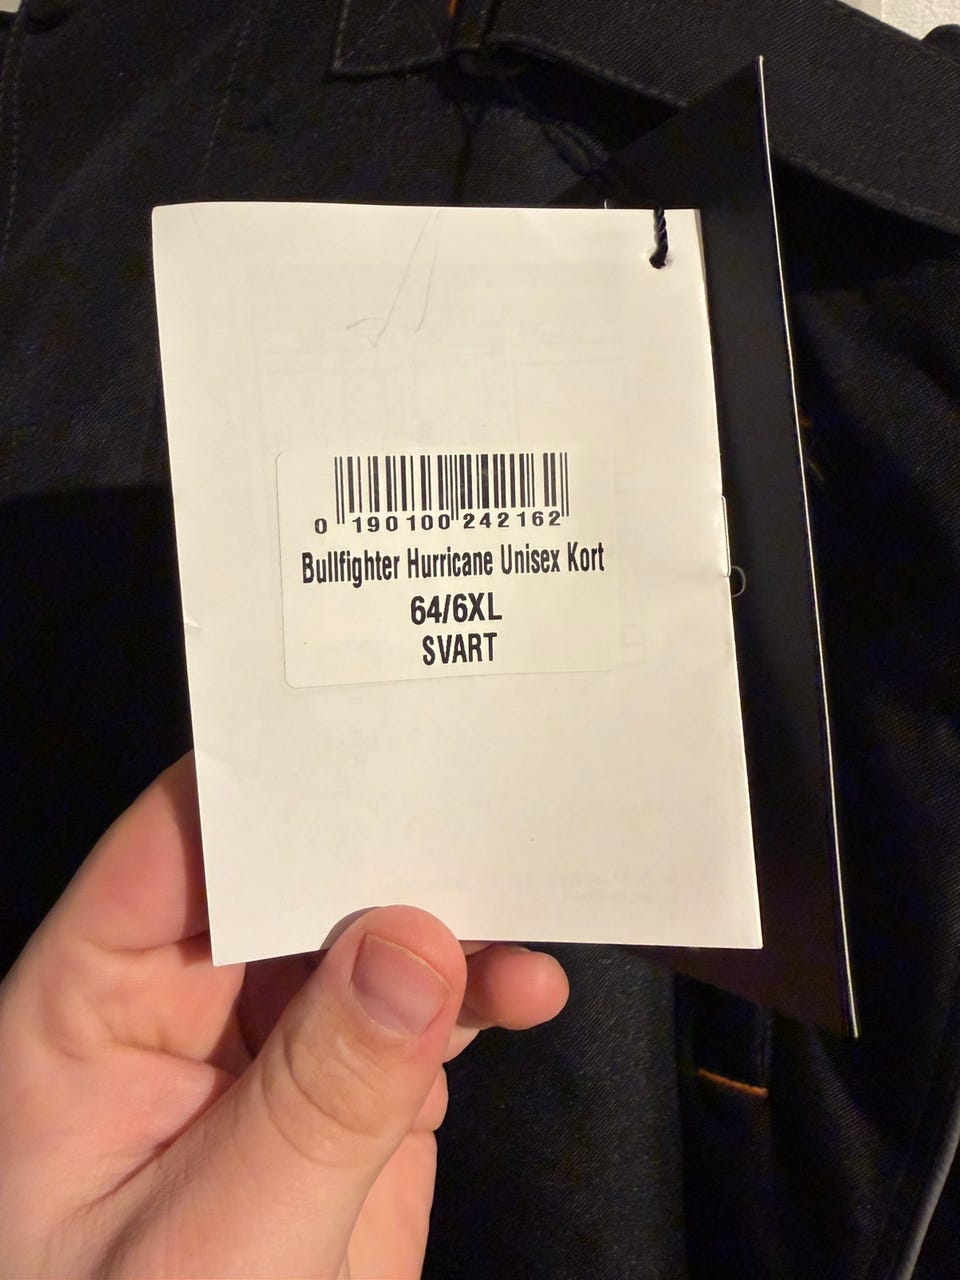 0 190100 242162
Bullfighter Hurricane Unisex Kort
64/6XL
SVART